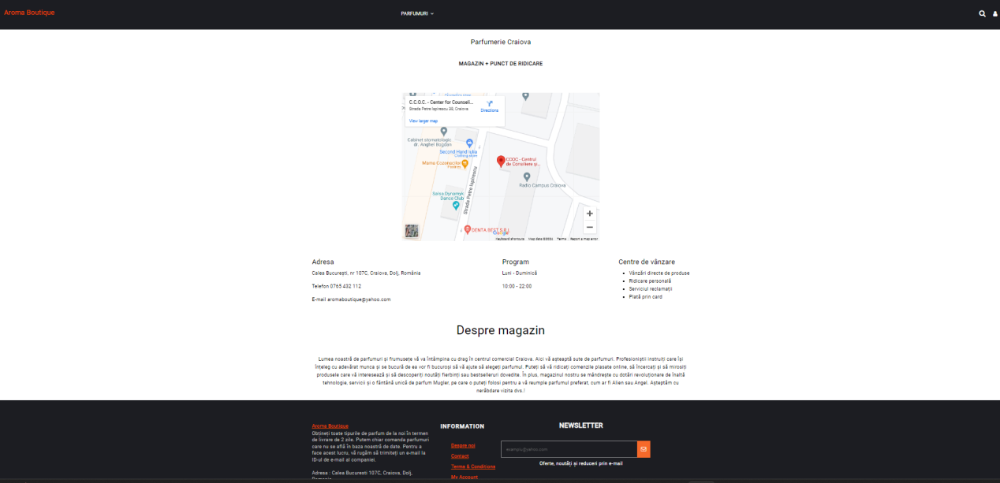 Aroma Boutique
PARFUMURI
Parfumerie Craiova
MAGAZIN + PUNCT DE RIDICARE
C.C.O.C. - Center for Counseli...
Strada Petre Ispirescu 36, Craiova
Directions
View larger map
Cabinet stomatologic
dr. Anghel Bogdan
Second Hand Iulia
Clothing store
Mama Cozonacilor
CCOC - Centrul
de Consiliere și...
Radio Campus Craiova
Salsa Dynamyk
Dance Club
Strada Petre Ispirescu
DENTA BEST S.R.L
Google
Keyboard shortcuts
Terms
Report a map error
Adresa
Calea București, nr 107C, Craiova, Dolj, România
Telefon 0765 432 112
E-mail aromaboutique@yahoo.com
Program
Luni - Duminică
10:00 - 22:00
Centre de vânzare
Vânzări directe de produse
Ridicare personală
Serviciul reclamații
Plată prin card
Despre magazin
Lumea noastră de parfumuri și frumusețe vă va întâmpina cu drag în centrul comercial Craiova. Aici vă așteaptă sute de parfumuri. Profesioniștii instruiți care își
înțeleg cu adevărat munca și se bucură de ea vor fi bucuroși să vă ajute să alegeți parfumul. Puteți să vă ridicați comenzile plasate online, să încercați și să mirosiți
produsele care vă interesează și să descoperiți noutăți fierbinți sau bestselleruri dovedite. În plus, magazinul nostru se mândrește cu dotări revoluționare de înaltă
tehnologie, servicii și o fântână unică de parfum Mugler, pe care o puteți folosi pentru a vă reumple parfumul preferat, cum ar fi Alien sau Angel. Așteptăm cu
nerăbdare vizita dvs.!
Aroma Boutique
Obțineți toate tipurile de parfum de la noi în termen
de livrare de 2 zile. Putem chiar comanda parfumuri
care nu se află în baza noastră de date. Pentru a
face acest lucru, vă rugăm să trimiteți un e-mail la
ID-ul de e-mail al companiei.
Adresa : Calea Bucuresti 107C, Craiova, Dolj,
INFORMATION
Despre noi
Contact
Terms & Conditions
My Account
NEWSLETTER
exemplu@yahoo.com
Oferte, noutăți și reduceri prin e-mail